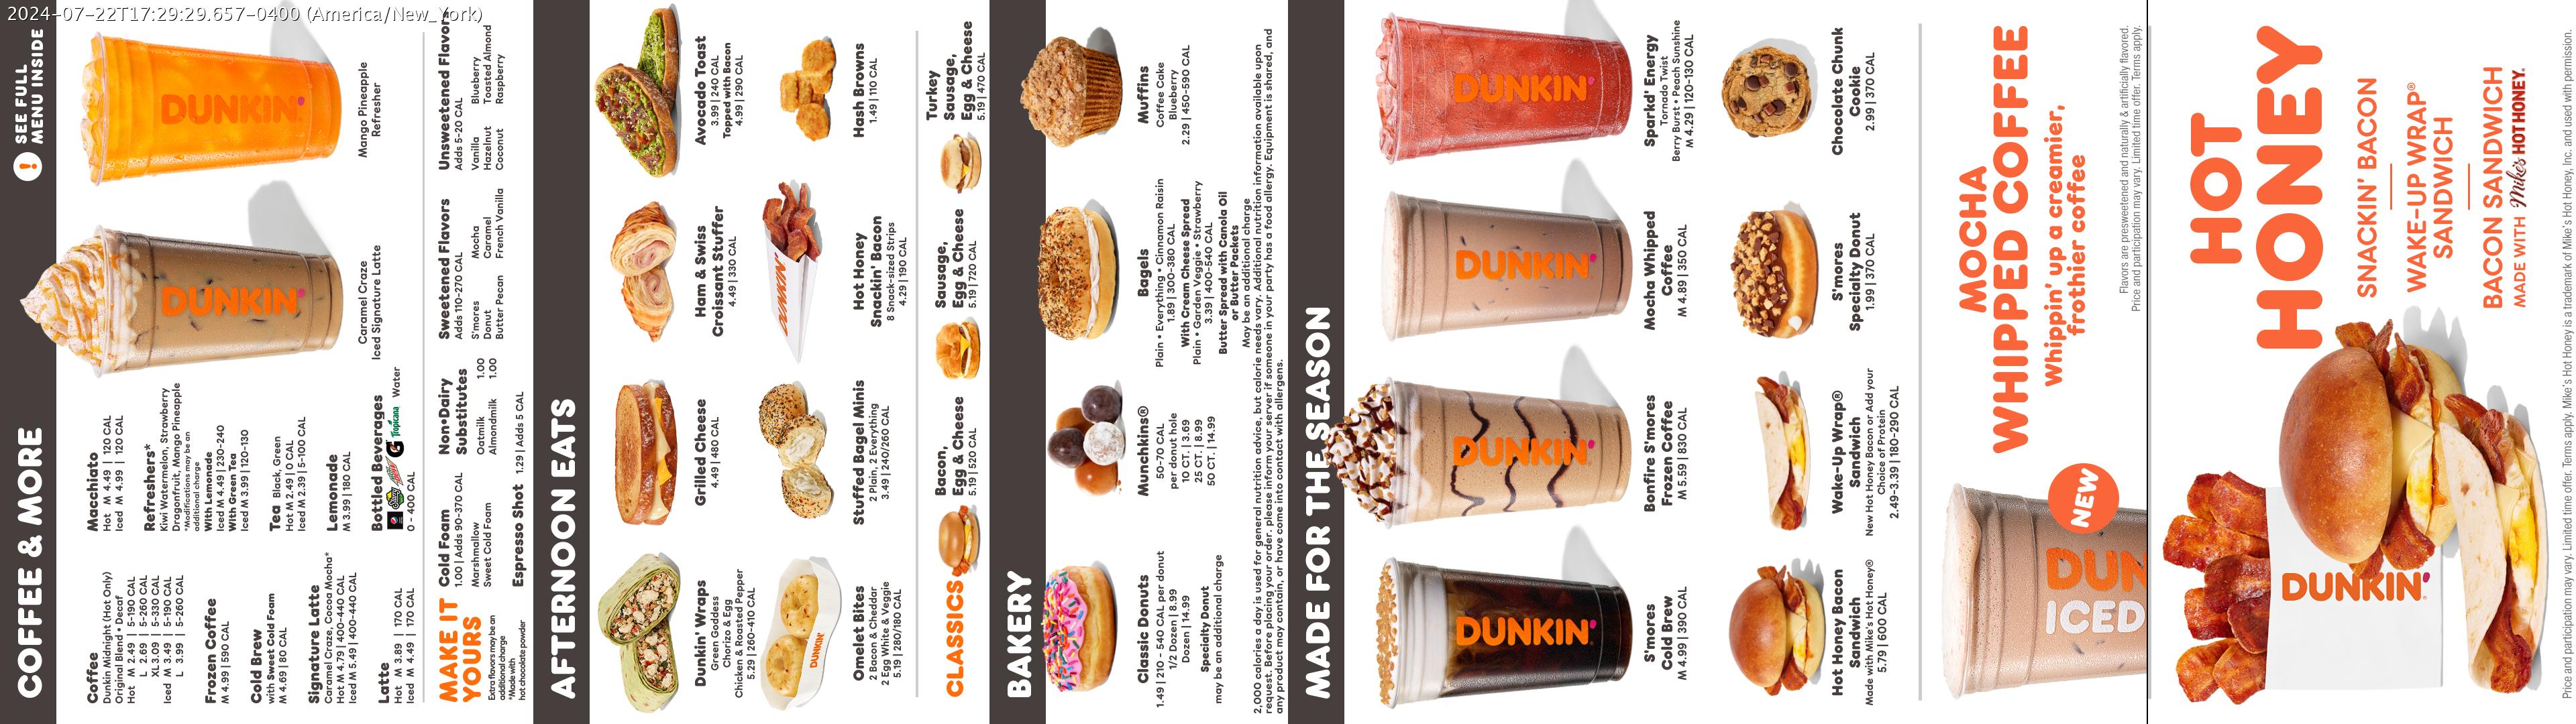 2024-07-22T17:29:29.657-0400 (America/New_York)
COFFEE & MORE
! SEE FULL
MENU INSIDE
Coffee
Dunkin Midnight (Hot Only)
Original Blend • Decaf
Hot M 2.49 | 5-190 CAL
L 2.69 | 5-260 CAL
XL 3.09 | 5-330 CAL
Iced M 3.49 | 5-190 CAL
L 3.99 | 5-260 CAL
Frozen Coffee
M 4.99 | 590 CAL
Cold Brew
with Sweet Cold Foam
M 4.69 | 80 CAL
Signature Latte
Caramel Craze, Cocoa Mocha*
Hot M 4.79 | 400-440 CAL
Iced M 5.49 | 400-440 CAL
Latte
Hot M 3.89 | 170 CAL
Iced M 4.49 | 170 CAL
Macchiato
Hot M 4.49 | 120 CAL
Iced M 4.99 | 120 CAL
Refreshers*
Kiwi Watermelon, Strawberry
Dragonfruit, Mango Pineapple
*Modifications may be an
additional charge
With Lemonade
Iced M 4.49 | 230-240
With Green Tea
Iced M 3.99 | 120-130
Tea Black, Green
Hot M 2.49 | 0 CAL
Iced M 2.39 | 5-100 CAL
Lemonade
M 3.99 | 180 CAL
Bottled Beverages
Tropicana Water
0 - 400 CAL
DUNKIN'
Caramel Craze
Iced Signature Latte
DUNKIN'
Mango Pineapple
Refresher
MAKE IT
YOURS
Extra flavors may be an
additional charge
*Made with
hot chocolate powder
Cold Foam
1.00 | Adds 90-370 CAL
Marshmallow
Sweet Cold Foam
Espresso Shot 1.29 | Adds 5 CAL
Non•Dairy
Substitutes
Oatmilk 1.00
Almondmilk 1.00
Sweetened Flavors
Adds 110-270 CAL
S'mores Mocha
Donut Caramel
Butter Pecan French Vanilla
Unsweetened Flavors
Adds 5-20 CAL
Vanilla Blueberry
Hazelnut Toasted Almond
Coconut Raspberry
AFTERNOON EATS
Dunkin' Wraps
Green Goddess
Chorizo & Egg
Chicken & Roasted Pepper
5.29 | 260-410 CAL
Grilled Cheese
4.49 | 480 CAL
Ham & Swiss
Croissant Stuffer
4.49 | 330 CAL
Avocado Toast
3.99 | 240 CAL
Topped with Bacon
4.99 | 290 CAL
DUNKIN'
Omelet Bites
2 Bacon & Cheddar
2 Egg White & Veggie
5.19 | 280/180 CAL
Stuffed Bagel Minis
2 Plain, 2 Everything
3.49 | 240/260 CAL
DUNKIN'
Hot Honey
Snackin' Bacon
8 Snack-sized Strips
4.29 | 190 CAL
Hash Browns
1.49 | 110 CAL
CLASSICS
Bacon,
Egg & Cheese
5.19 | 520 CAL
Sausage,
Egg & Cheese
5.19 | 720 CAL
Turkey
Sausage,
Egg & Cheese
5.19 | 470 CAL
BAKERY
Classic Donuts
1.49 | 210 - 540 CAL per donut
1/2 Dozen | 8.99
Dozen | 14.99
Specialty Donut
may be an additional charge
Munchkins®
50-70 CAL
per donut hole
10 CT. | 3.69
25 CT. | 8.99
50 CT. | 14.99
Bagels
Plain • Everything • Cinnamon Raisin
1.89 | 300-380 CAL
With Cream Cheese Spread
Plain • Garden Veggie • Strawberry
3.39 | 400-540 CAL
Butter Spread with Canola Oil
or Butter Packets
May be an additional charge
Muffins
Coffee Cake
Blueberry
2.29 | 450-590 CAL
2,000 calories a day is used for general nutrition advice, but calorie needs vary. Additional nutrition information available upon
request. Before placing your order, please inform your server if someone in your party has a food allergy. Equipment is shared, and
any product may contain, or have come into contact with allergens.
MADE FOR THE SEASON
DUNKIN'
S'mores
Cold Brew
M 4.99 | 390 CAL
DUNKIN'
Bonfire S'mores
Frozen Coffee
M 5.59 | 830 CAL
DUNKIN'
Mocha Whipped
Coffee
M 4.89 | 350 CAL
DUNKIN'
Sparkd' Energy
Tornado Twist
Berry Burst • Peach Sunshine
M 4.29 | 120-130 CAL
Hot Honey Bacon
Sandwich
Made with Mike's Hot Honey®
5.79 | 600 CAL
Wake-Up Wrap®
Sandwich
New Hot Honey Bacon or Add your
Choice of Protein
2.49-3.39 | 180-290 CAL
S'mores
Specialty Donut
1.99 | 370 CAL
Chocolate Chunk
Cookie
2.99 | 370 CAL
DUN
ICED
NEW
MOCHA
WHIPPED COFFEE
Whippin' up a creamier,
frothier coffee
Flavors are presweetened and naturally & artificially flavored.
Price and participation may vary. Limited time offer. Terms apply.
DUNKIN'
HOT
HONEY
SNACKIN' BACON
WAKE-UP WRAP®
SANDWICH
BACON SANDWICH
MADE WITH Mike's HOT HONEY.
Price and participation may vary. Limited time offer. Terms apply. Mike's Hot Honey is a trademark of Mike's Hot Honey, Inc. and used with permission.